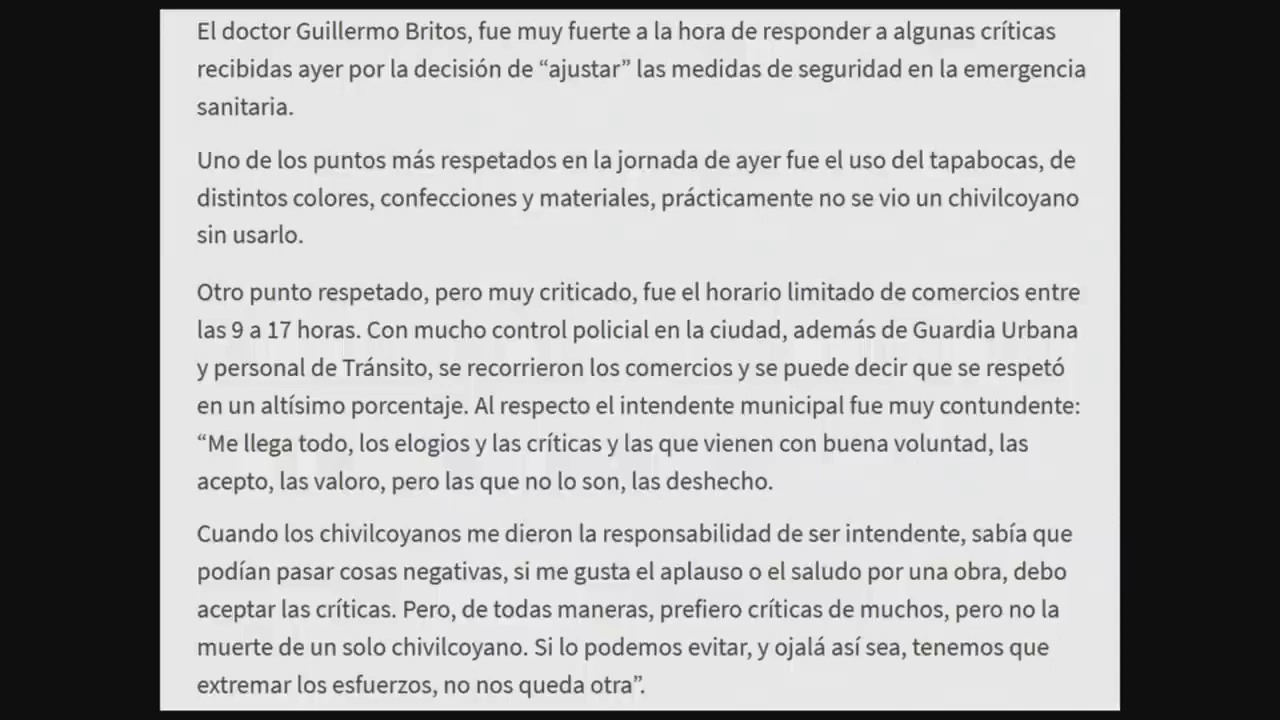 El doctor Guillermo Britos, fue muy fuerte a la hora de responder a algunas críticas
recibidas ayer por la decisión de “ajustar” las medidas de seguridad en la emergencia
sanitaria.
Uno de los puntos más respetados en la jornada de ayer fue el uso del tapabocas, de
distintos colores, confecciones y materiales, prácticamente no se vio un chivilcoyano
sin usarlo.
Otro punto respetado, pero muy criticado, fue el horario limitado de comercios entre
las 9 a 17 horas. Con mucho control policial en la ciudad, además de Guardia Urbana
y personal de Tránsito, se recorrieron los comercios y se puede decir que se respetó
en un altísimo porcentaje. Al respecto el intendente municipal fue muy contundente:
“Me llega todo, los elogios y las críticas y las que vienen con buena voluntad, las
acepto, las valoro, pero las que no lo son, las deshecho.
Cuando los chivilcoyanos me dieron la responsabilidad de ser intendente, sabía que
podían pasar cosas negativas, si me gusta el aplauso o el saludo por una obra, debo
aceptar las críticas. Pero, de todas maneras, prefiero críticas de muchos, pero no la
muerte de un solo chivilcoyano. Si lo podemos evitar, y ojalá así sea, tenemos que
extremar los esfuerzos, no nos queda otra”.